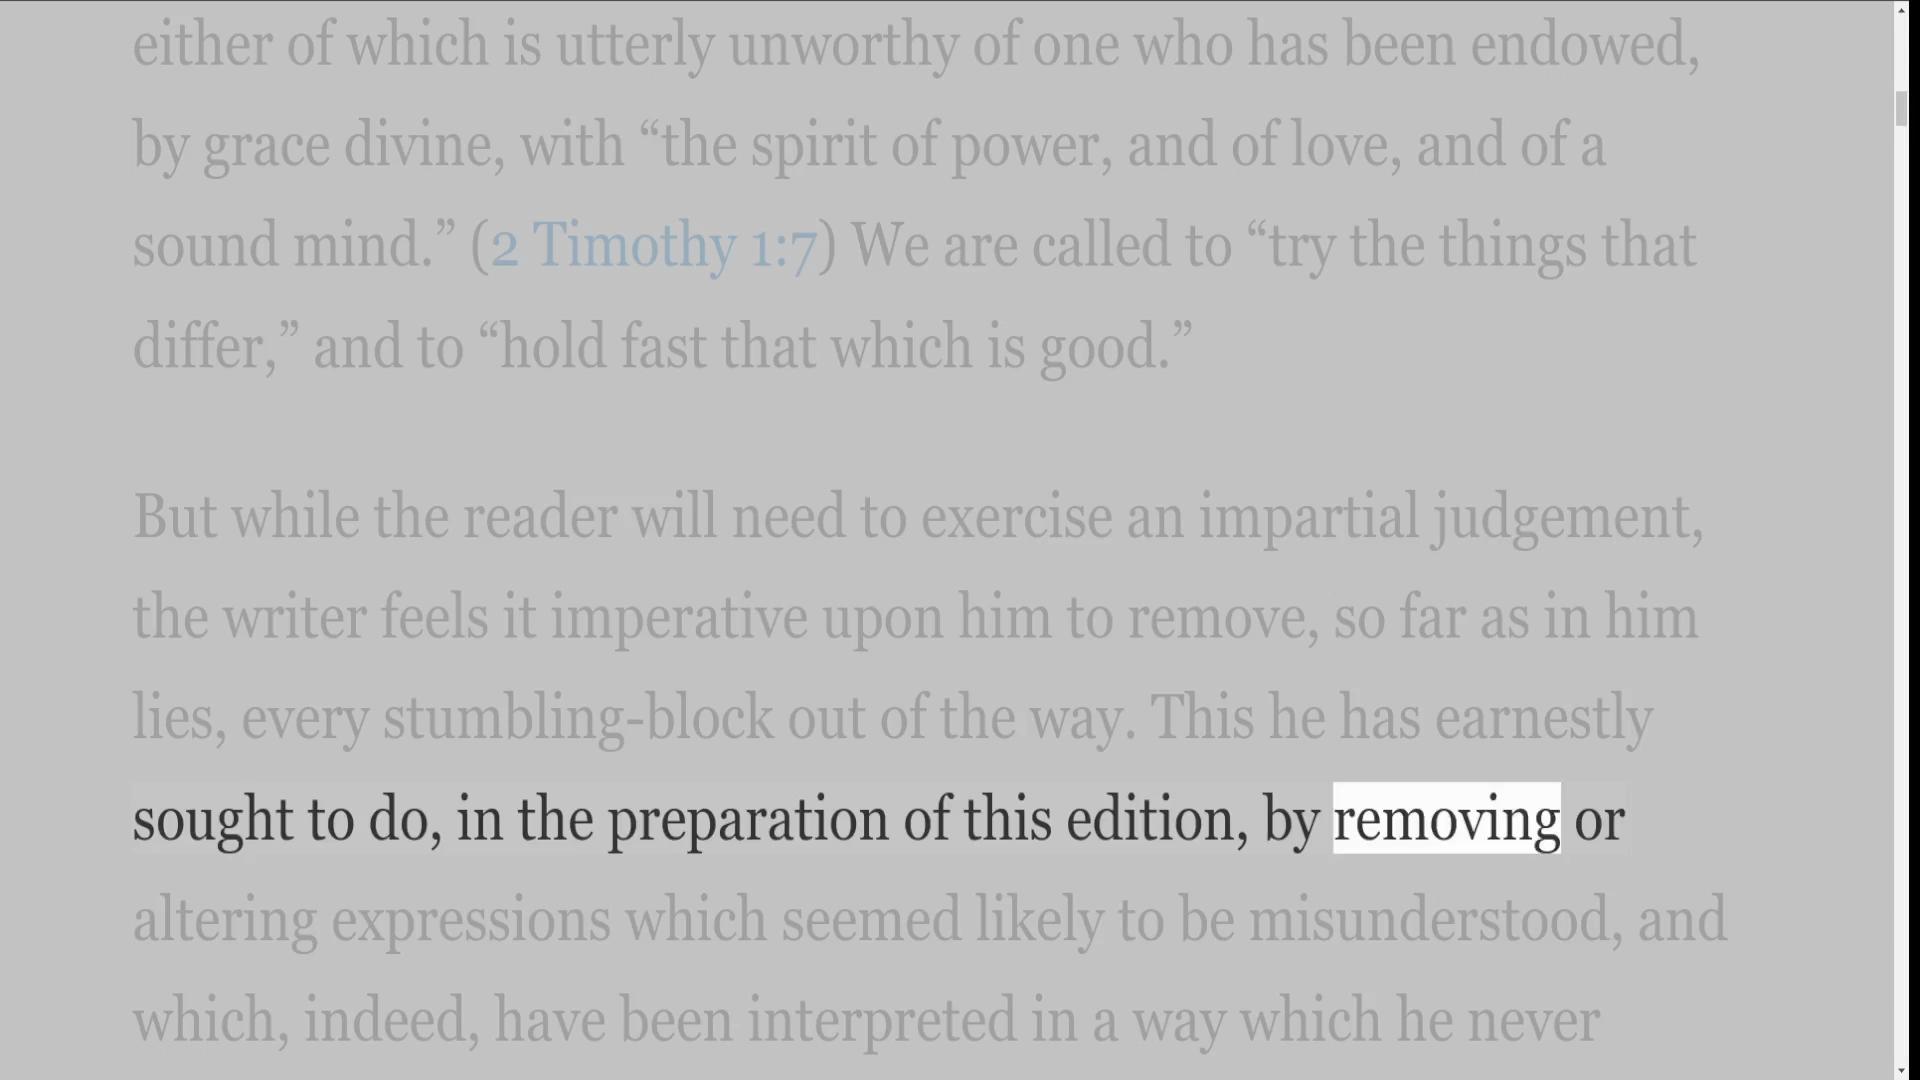 either of which is utterly unworthy of one who has been endowed,
by grace divine, with “the spirit of power, and of love, and of a
sound mind.” (2 Timothy 1:7) We are called to “try the things that
differ,” and to “hold fast that which is good.”
But while the reader will need to exercise an impartial judgement,
the writer feels it imperative upon him to remove, so far as in him
lies, every stumbling-block out of the way. This he has earnestly
sought to do, in the preparation of this edition, by removing or
altering expressions which seemed likely to be misunderstood, and
which, indeed, have been interpreted in a way which he never